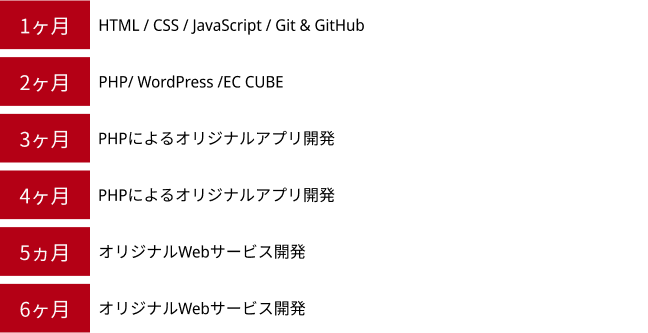 1ヶ月 HTML / CSS / JavaScript / Git & GitHub
2ヶ月 PHP/ WordPress /EC CUBE
3ヶ月 PHPによるオリジナルアプリ開発
4ヶ月 PHPによるオリジナルアプリ開発
5ヵ月 オリジナルWebサービス開発
6ヶ月 オリジナルWebサービス開発